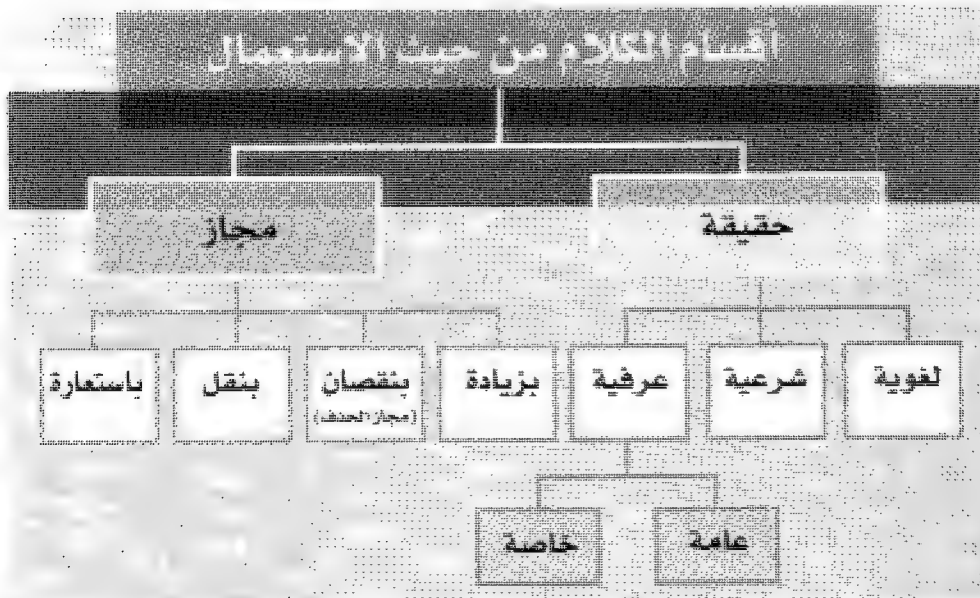 أقسام الكلام من حيث الاستعمال
حقيقة
مجاز
لغوية
شرعية
عرفية
بزيادة
بنقصان
(مجاز الحذف)
بنقل
باستعارة
عامة
خاصة